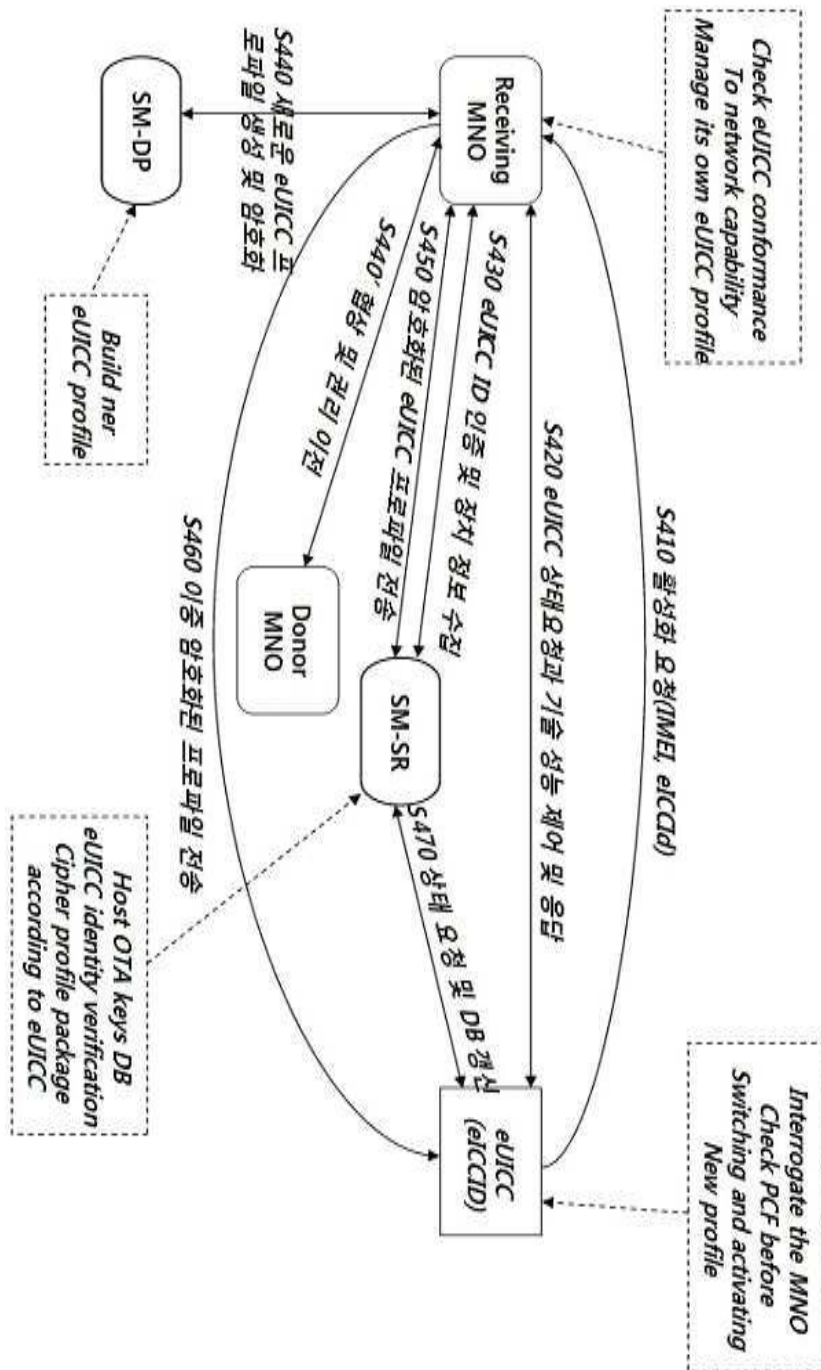 Check eUICC conformance
To network capability
Manage its own eUICC profile
Interrogate the MNO
Check PCF before
Switching and activating
New profile
S410 활성화 요청(IMEI, eICCId)
S420 eUICC 상태요청과 기술 성능 제어 및 응답
Receiving
MNO
eUICC
(eICCID)
S430 eUICC ID 인증 및 장치 정보 수집
S450 암호화된 eUICC 프로파일 전송
SM-SR
S470 상태 요청 및 DB 갱신
S440' 협상 및 권리 이전
Donor
MNO
S440 새로운 eUICC 프
로파일 생성 및 암호화
S460 이중 암호화된 프로파일 전송
SM-DP
Build ner
eUICC profile
Host OTA keys DB
eUICC identity verification
Cipher profile package
according to eUICC